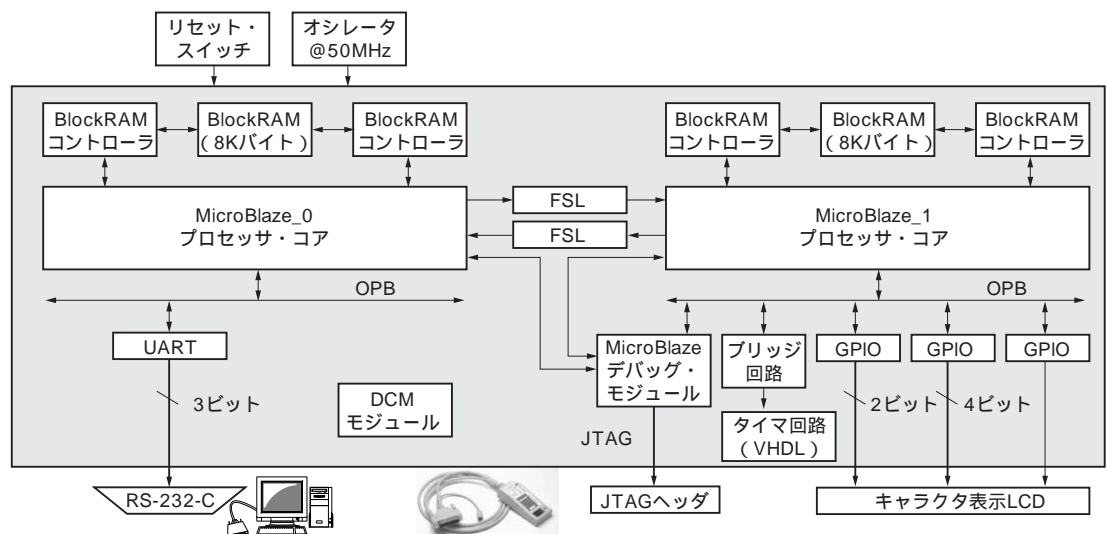 リセット・
スイッチ
オシレータ
@50MHz
BlockRAM
コントローラ
BlockRAM
(8Kバイト)
BlockRAM
コントローラ
BlockRAM
コントローラ
BlockRAM
(8Kバイト)
BlockRAM
コントローラ
MicroBlaze_0
プロセッサ・コア
FSL
FSL
MicroBlaze_1
プロセッサ・コア
OPB
OPB
UART
MicroBlaze
デバッグ・
モジュール
ブリッジ
回路
GPIO
GPIO
GPIO
3ビット
DCM
モジュール
2ビット
4ビット
タイマ回路
(VHDL)
JTAG
RS-232-C
JTAGヘッダ
キャラクタ表示LCD